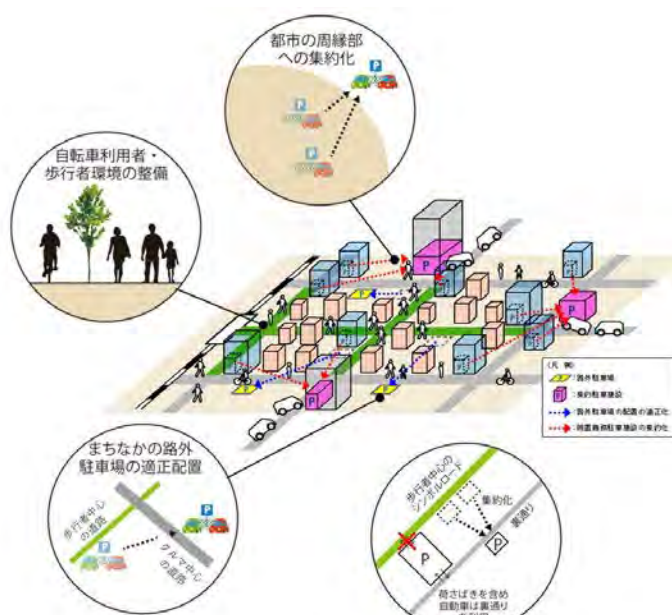 都市の周縁部
への集約化
P
P
P
自転車利用者・
歩行者環境の整備
P
P
P
(凡 例)
P
:路外駐車場
P
:集約駐車施設
:路外駐車場の配置の適正化
:附置義務駐車施設の集約化
まちなかの路外
駐車場の適正配置
歩行者中心
の道路
P
P
クルマ中心
の道路
歩行者中心の
シンボルロード
集約化
裏通り
P
P
荷さばきを含め
自動車は裏通り